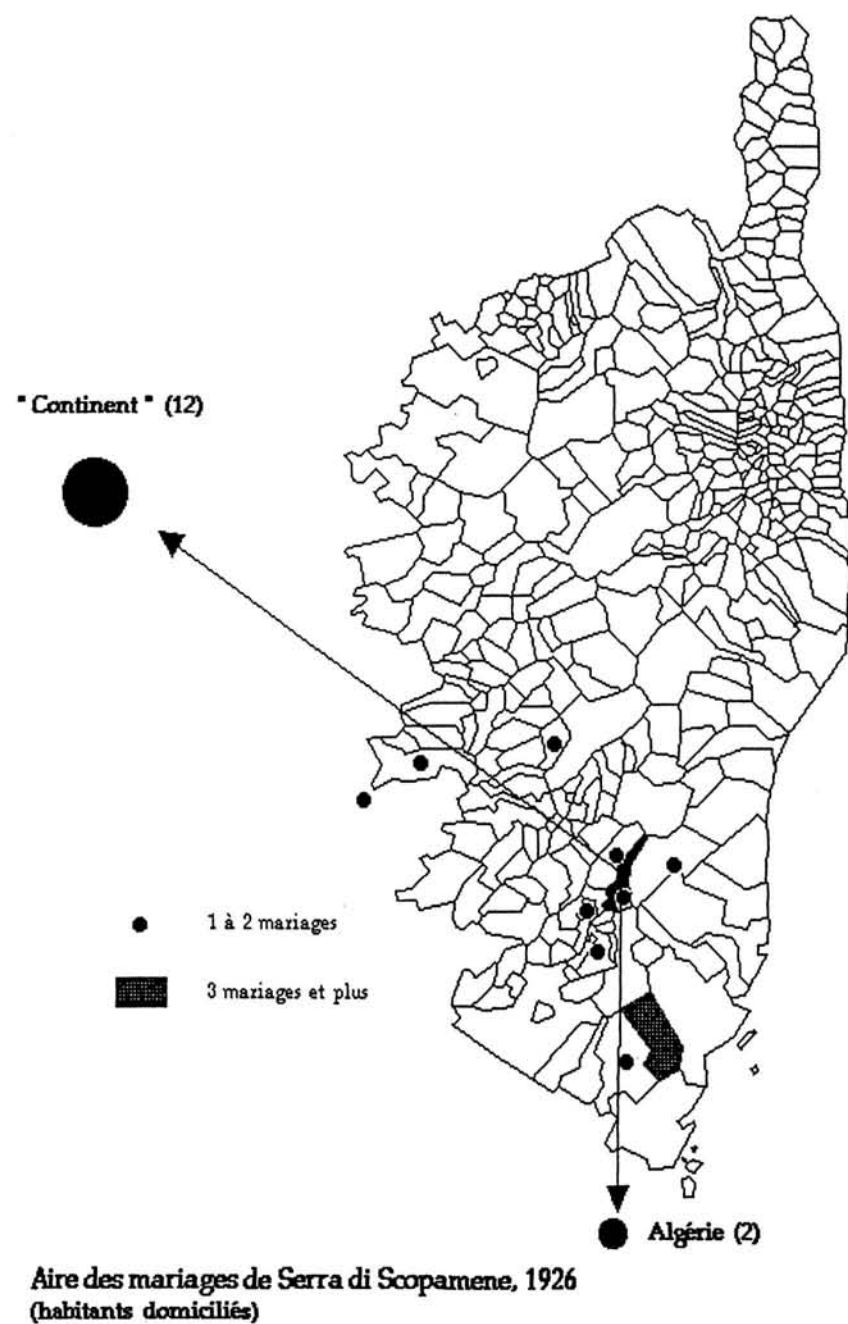 " Continent " (12)
1 à 2 mariages
3 mariages et plus
Algérie (2)
Aire des mariages de Serra di Scopamene, 1926
(habitants domiciliés)